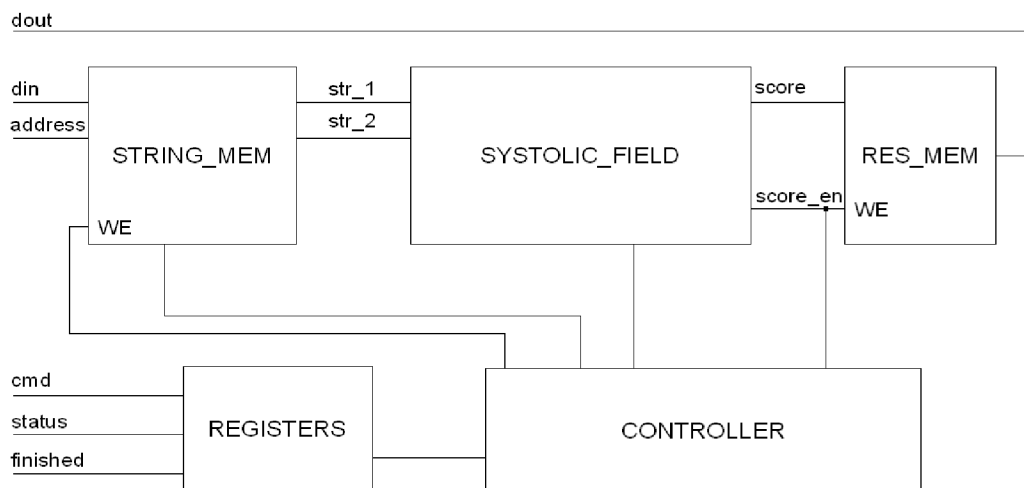 dout
din
str_1
score
address
str_2
STRING_MEM
SYSTOLIC_FIELD
RES_MEM
score_en
WE
WE
cmd
status
REGISTERS
CONTROLLER
finished